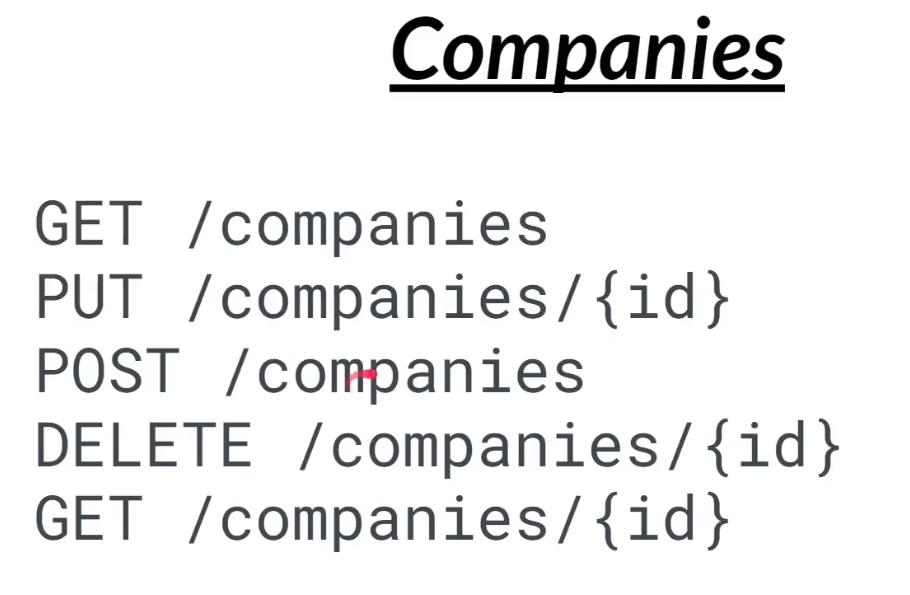 Companies
GET /companies
PUT /companies/{id}
POST /companies
DELETE /companies/{id}
GET /companies/{id}